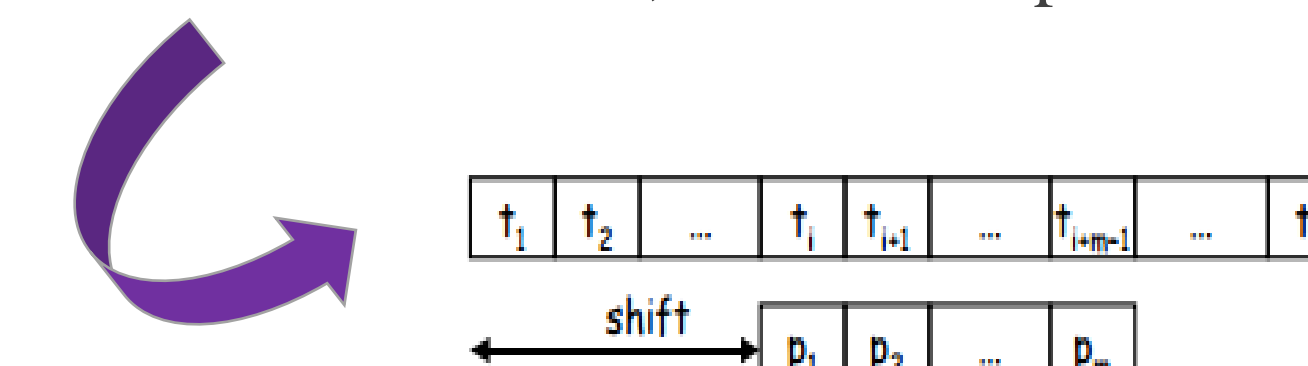 t1 t2 ... ti ti+1 ... ti+m-1 ... t
shift
p1 p2 ... pm